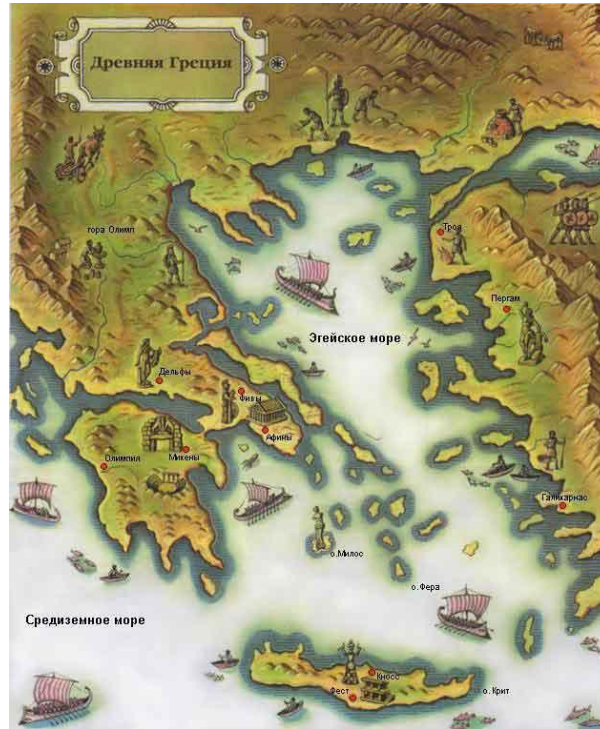 Древняя Греция
гора Олимп
Троя
Пергам
Эгейское море
Дельфы
Фивы
Афины
Олимпия
Микены
Галикарнас
о.Милос
о.Фера
Средиземное море
Кносс
Фест
о.Крит